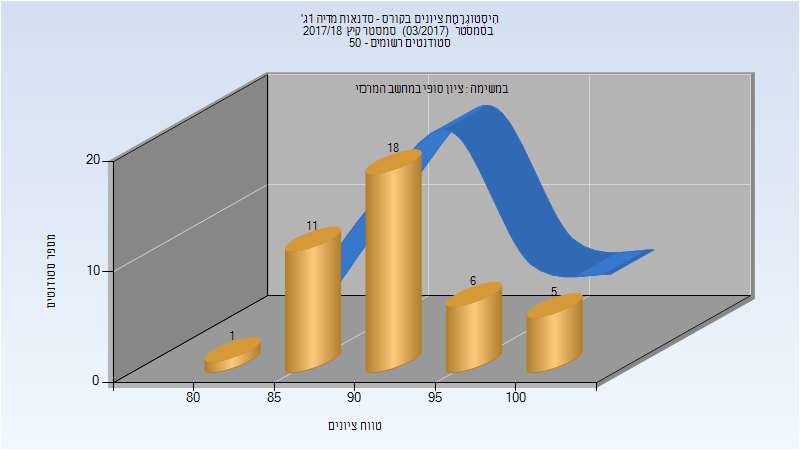 היסטוגרמת ציונים בקורס - סדנאות מדיה 1ג'
בסמסטר (03/2017) סמסטר קיץ 2017/18
סטודנטים רשומים - 50
במשימה : ציון סופי במחשב המרכזי
מספר סטודנטים
20
10
0
1
11
18
6
5
80
85
90
95
100
טווח ציונים